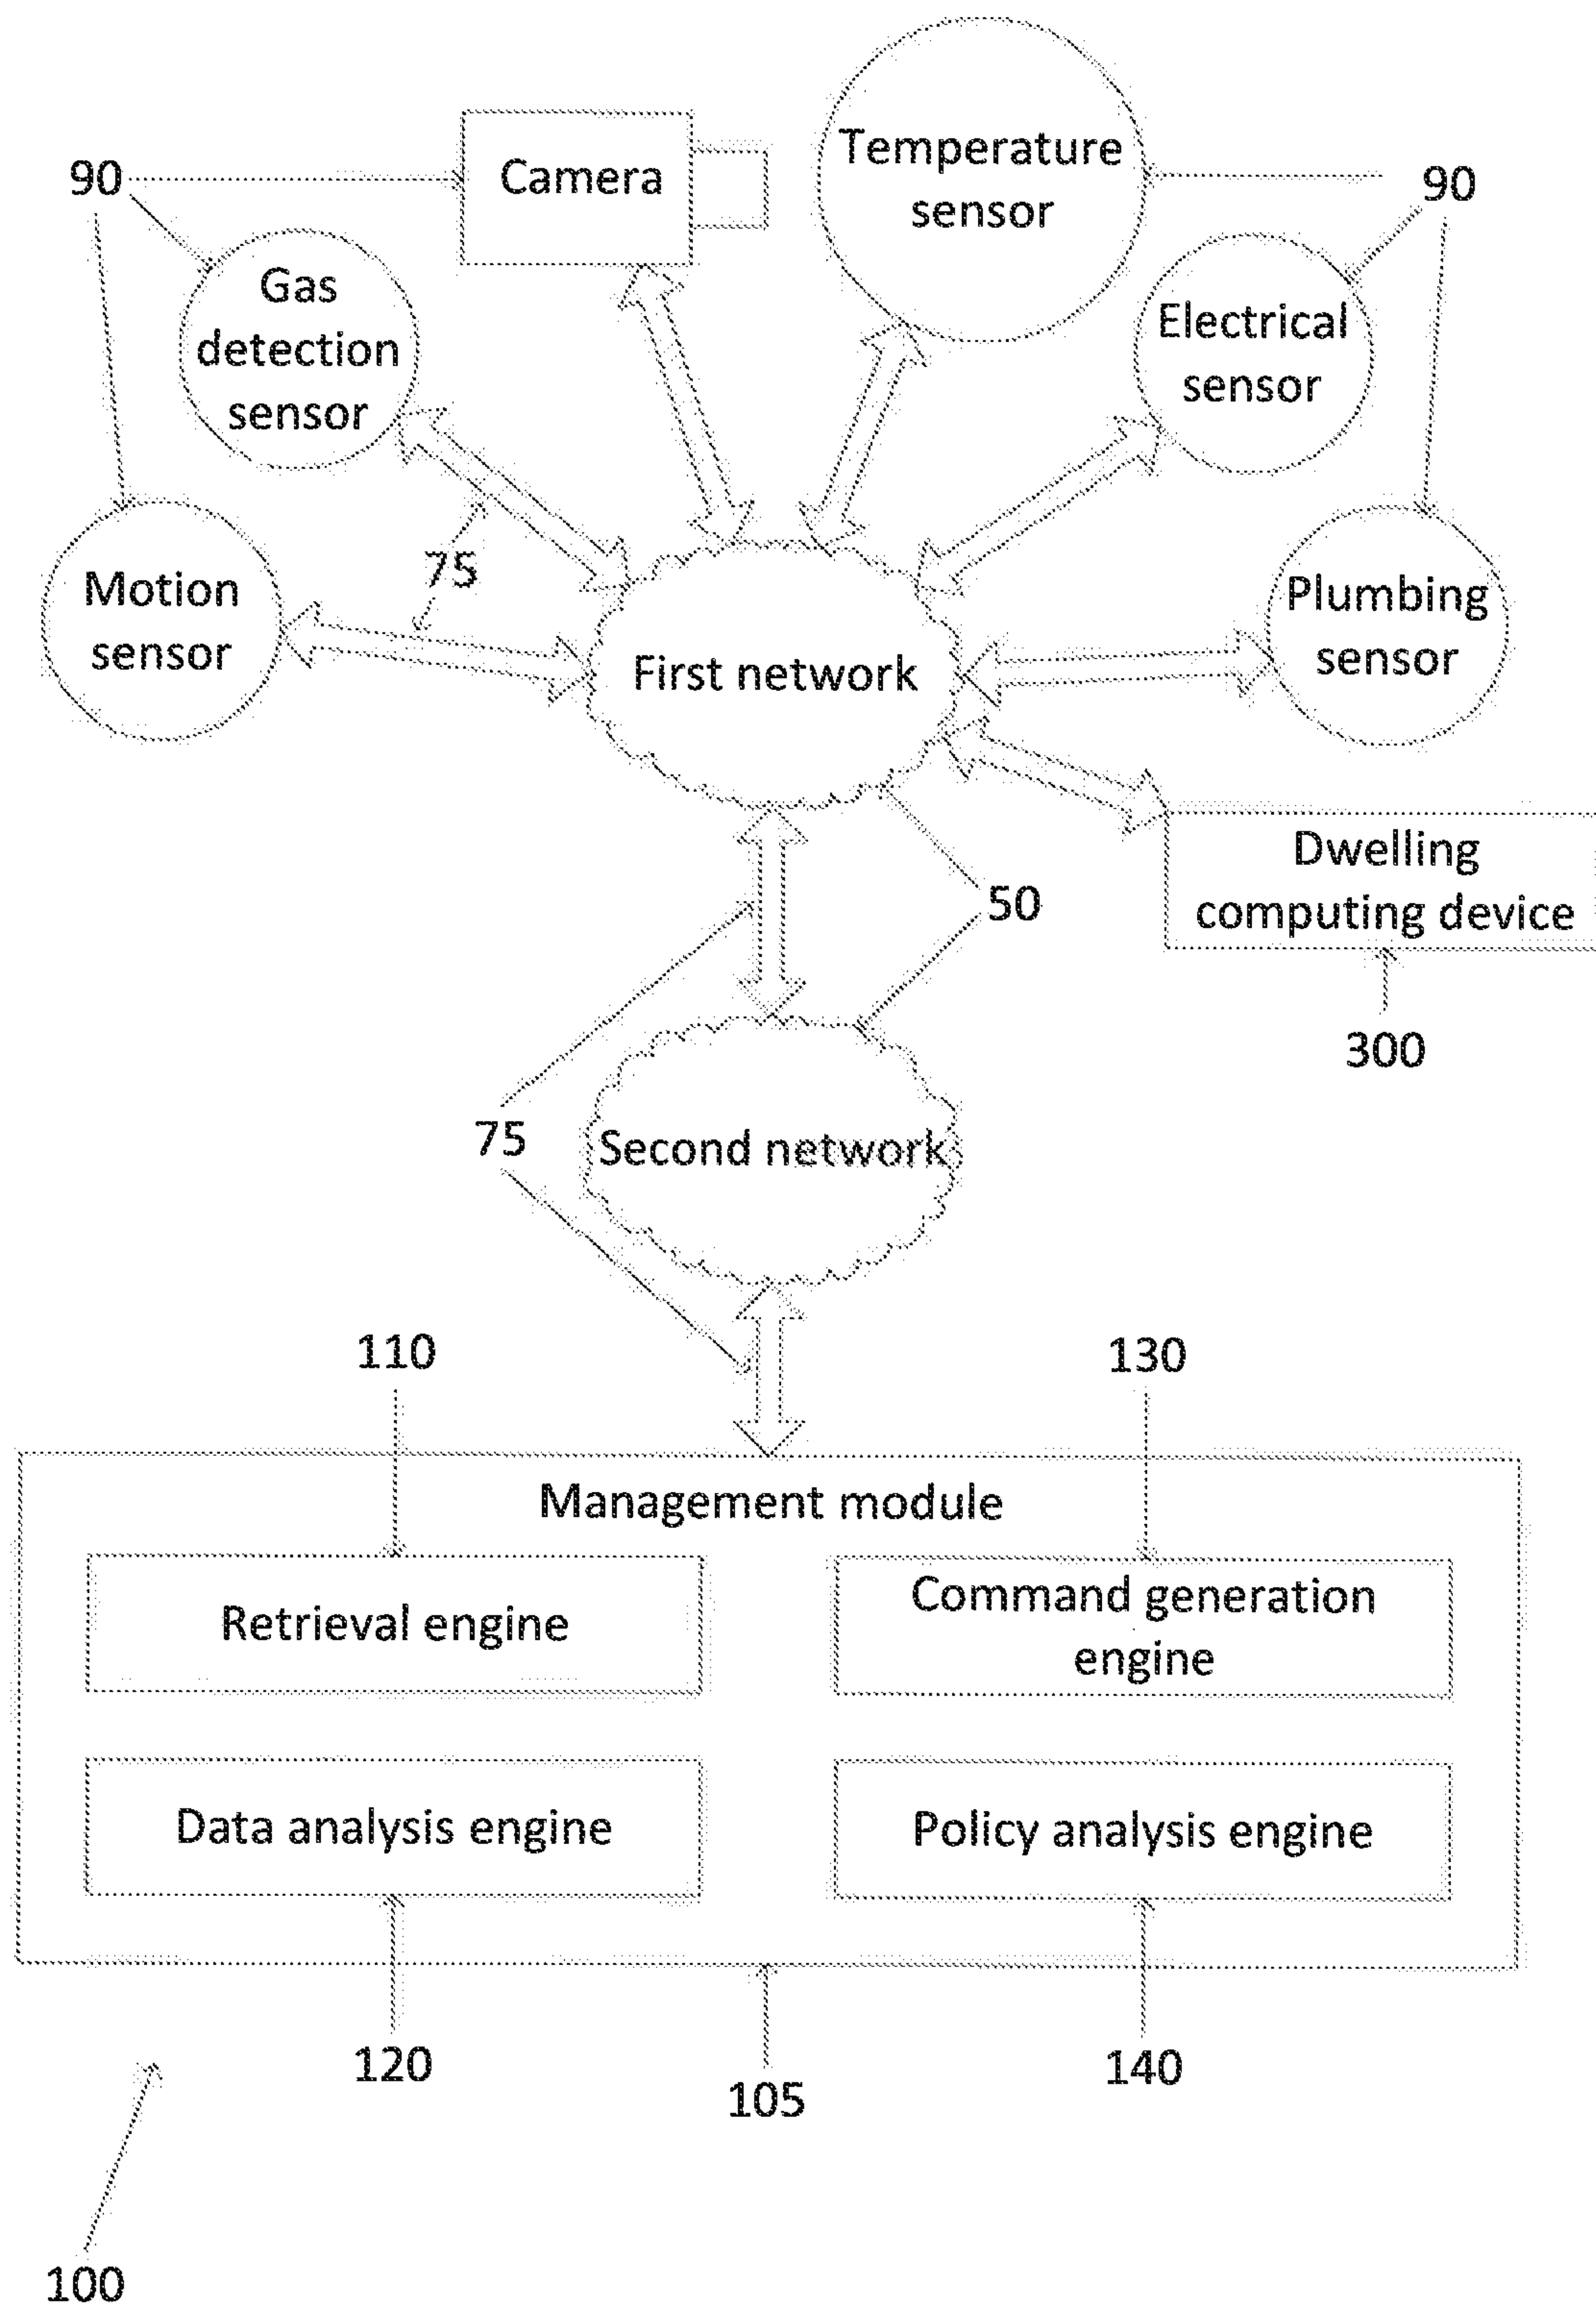 90
Camera
Temperature
sensor
90
Gas
detection
sensor
Electrical
sensor
75
Motion
sensor
First network
Plumbing
sensor
Dwelling
computing device
50
300
75
Second network
110
130
Management module
Retrieval engine
Command generation
engine
Data analysis engine
Policy analysis engine
120
105
140
100